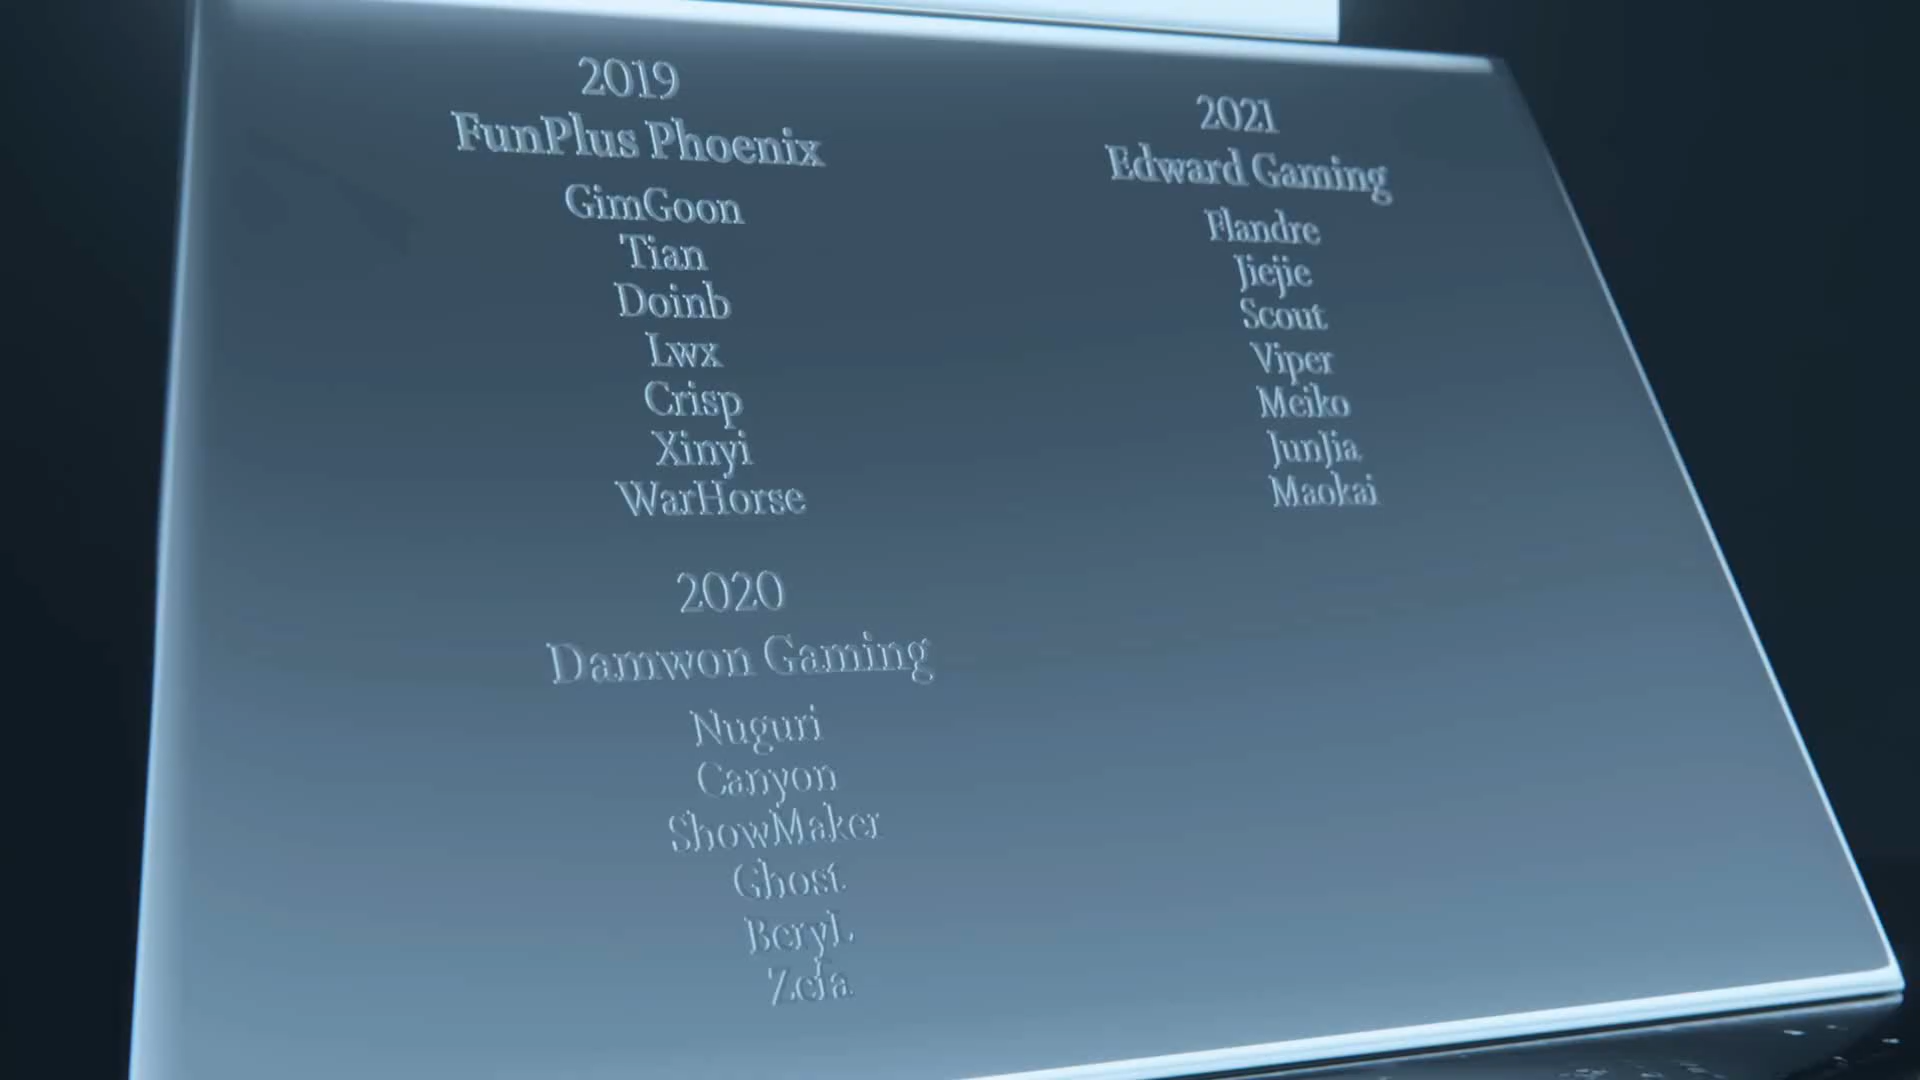 2019
FunPlus Phoenix
GimGoon
Tian
Doinb
Lwx
Crisp
Xinyi
WarHorse
2020
Damwon Gaming
Nuguri
Canyon
ShowMaker
Ghost
BeryL
Zefa
2021
Edward Gaming
Flandre
Jiejie
Scout
Viper
Meiko
JunJia
Maokai